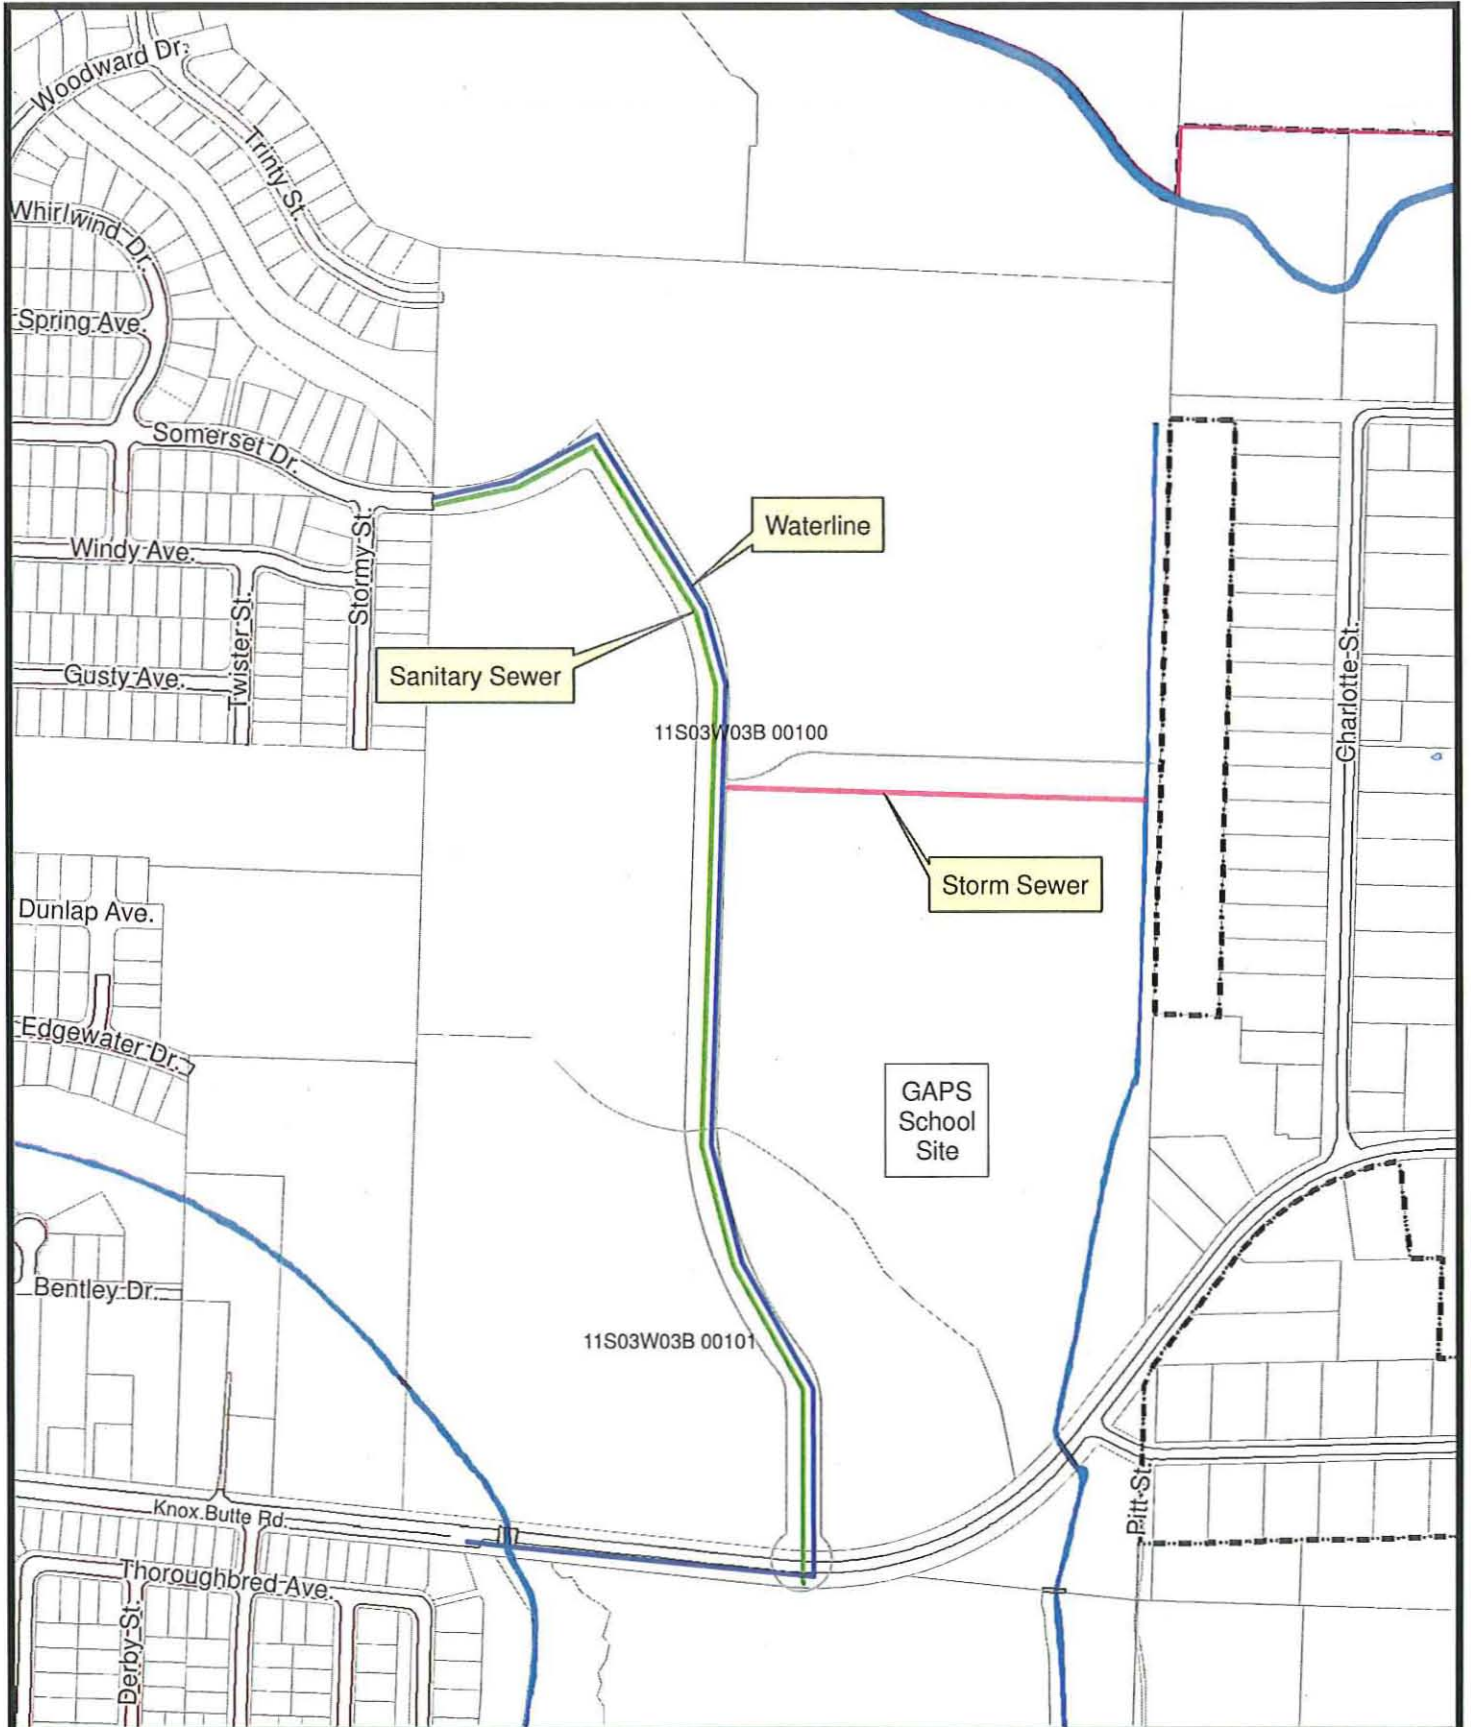 Woodward Dr.
Trinty St.
Whirlwind Dr.
Spring Ave.
Somerset Dr.
Waterline
Windy Ave.
Stormy St.
Twister St.
Sanitary Sewer
Gusty Ave.
Charlotte St.
11S03W03B 00100
Storm Sewer
Dunlap Ave.
Edgewater Dr.
GAPS
School
Site
Bentley Dr.
11S03W03B 00101
Knox Butte Rd.
Pitt St.
Thoroughbred Ave.
Derby St.